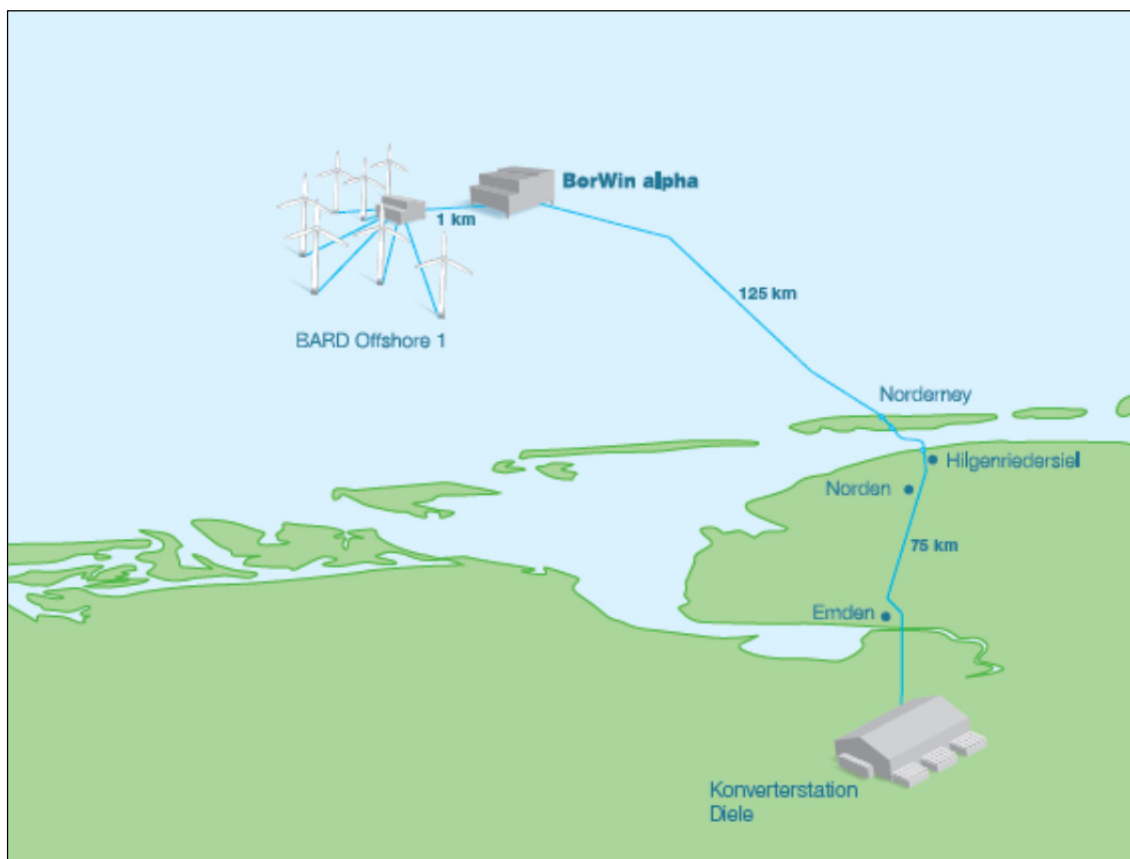 BorWin alpha
1 km
125 km
BARD Offshore 1
Norderney
Hilgenriedersiel
Norden
75 km
Emden
Konverterstation
Diele